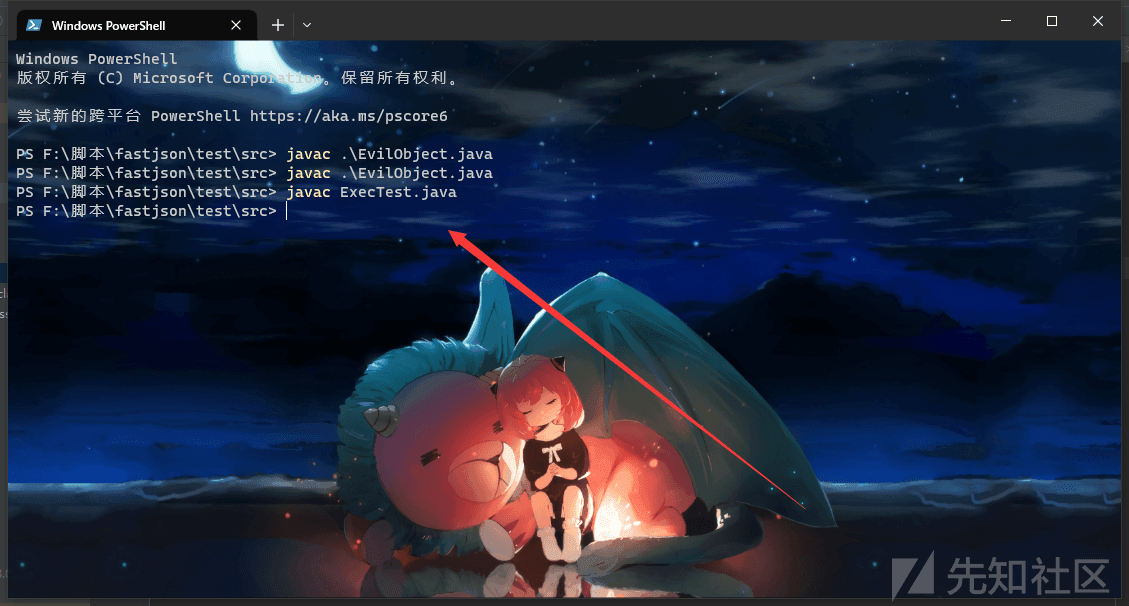 Windows PowerShell
Windows PowerShell
版权所有 (C) Microsoft Corporation。保留所有权利。
尝试新的跨平台 PowerShell https://aka.ms/pscore6
PS F:\脚本\fastjson\test\src> javac .\EvilObject.java
PS F:\脚本\fastjson\test\src> javac .\EvilObject.java
PS F:\脚本\fastjson\test\src> javac ExecTest.java
PS F:\脚本\fastjson\test\src>
先知社区